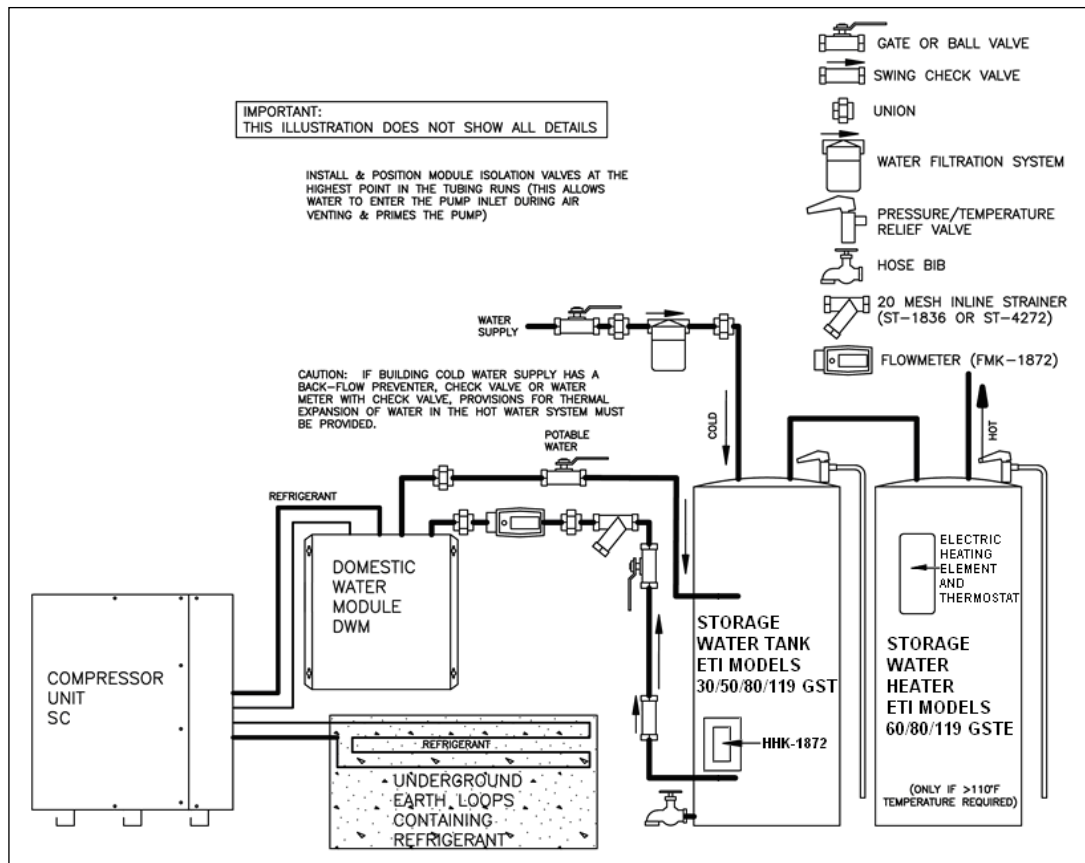 GATE OR BALL VALVE
SWING CHECK VALVE
UNION
WATER FILTRATION SYSTEM
PRESSURE/TEMPERATURE
RELIEF VALVE
HOSE BIB
20 MESH INLINE STRAINER
(ST-1836 OR ST-4272)
FLOWMETER (FMK-1872)
IMPORTANT:
THIS ILLUSTRATION DOES NOT SHOW ALL DETAILS
INSTALL & POSITION MODULE ISOLATION VALVES AT THE
HIGHEST POINT IN THE TUBING RUNS (THIS ALLOWS
WATER TO ENTER THE PUMP INLET DURING AIR
VENTING & PRIMES THE PUMP)
WATER
SUPPLY
CAUTION: IF BUILDING COLD WATER SUPPLY HAS A
BACK-FLOW PREVENTER, CHECK VALVE OR WATER
METER WITH CHECK VALVE, PROVISIONS FOR THERMAL
EXPANSION OF WATER IN THE HOT WATER SYSTEM MUST
BE PROVIDED.
COLD
HOT
POTABLE
WATER
REFRIGERANT
DOMESTIC
WATER
MODULE
DWM
COMPRESSOR
UNIT
SC
REFRIGERANT
UNDERGROUND
EARTH LOOPS
CONTAINING
REFRIGERANT
STORAGE
WATER TANK
ETI MODELS
30/50/80/119 GST
HHK-1872
ELECTRIC
HEATING
ELEMENT
AND
THERMOSTAT
STORAGE
WATER
HEATER
ETI MODELS
60/80/119 GSTE
(ONLY IF >110°F
TEMPERATURE REQUIRED)